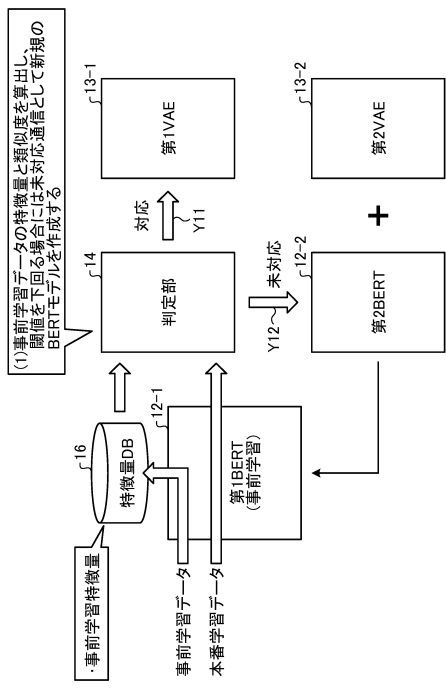 (1)事前学習データの特徴量と類似度を算出し、
閾値を下回る場合には未対応通信として新規の
BERTモデルを作成する
・事前学習特徴量
16
特徴量DB
14
判定部
対応
Y11
13-1
第1VAE
事前学習データ
本番学習データ
12-1
第1BERT
(事前学習)
Y12
未対応
12-2
第2BERT
+
13-2
第2VAE